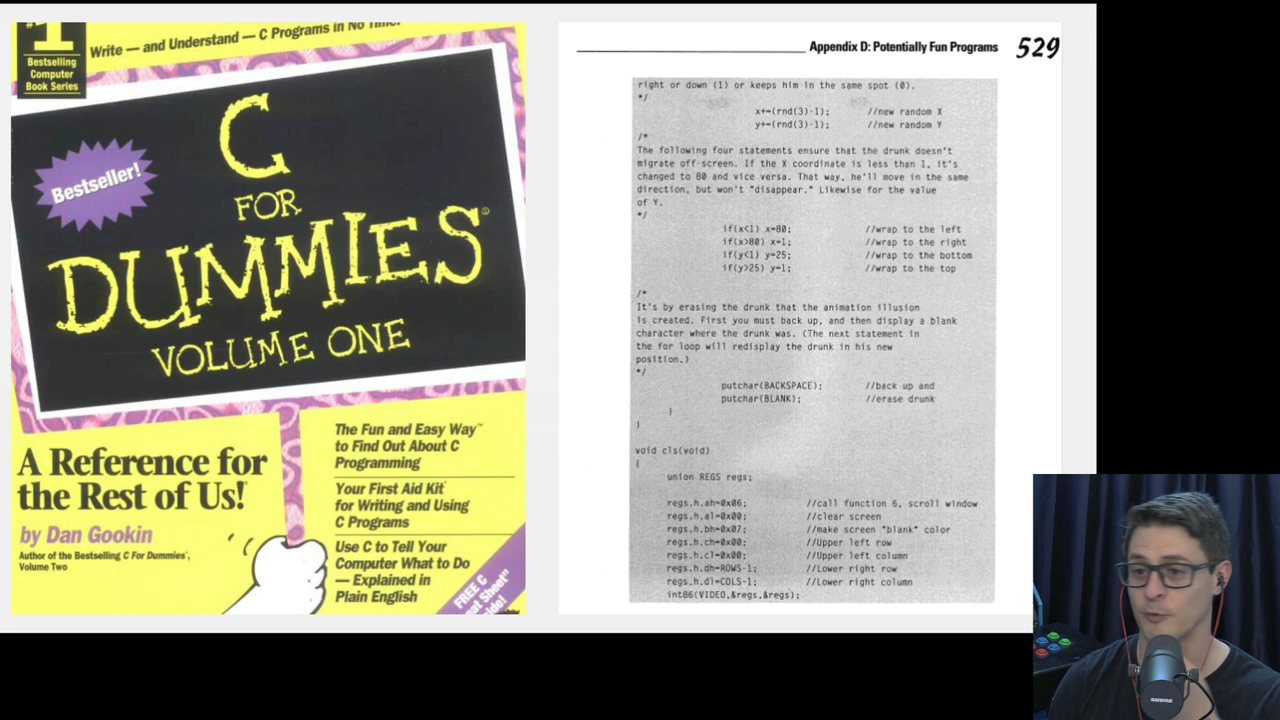 #1
Bestselling
Computer
Book Series
Write — and Understand — C Programs in No Time!
Bestseller!
C
FOR
DUMMIES®
VOLUME ONE
A Reference for
the Rest of Us!®
by Dan Gookin
Author of the Bestselling C For Dummies®,
Volume Two
The Fun and Easy Way™
to Find Out About C
Programming
Your First Aid Kit®
for Writing and Using
C Programs
Use C to Tell Your
Computer What to Do
— Explained in
Plain English
FREE C
eat Sheet"
side!
Appendix D: Potentially Fun Programs 529
right or down (1) or keeps him in the same spot (0).
*/
x+=(rnd(3)-1); //new random X
y+=(rnd(3)-1); //new random Y
/*
The following four statements ensure that the drunk doesn't
migrate off-screen. If the X coordinate is less than 1, it's
changed to 80 and vice versa. That way, he'll move in the same
direction, but won't "disappear." Likewise for the value
of Y.
*/
if(x<1) x=80; //wrap to the left
if(x>80) x=1; //wrap to the right
if(y<1) y=25; //wrap to the bottom
if(y>25) y=1; //wrap to the top
/*
It's by erasing the drunk that the animation illusion
is created. First you must back up, and then display a blank
character where the drunk was. (The next statement in
the for loop will redisplay the drunk in his new
position.)
*/
putchar(BACKSPACE); //back up and
putchar(BLANK); //erase drunk
}
}
void cls(void)
{
union REGS regs;
regs.h.ah=0x06; //call function 6, scroll window
regs.h.al=0x00; //clear screen
regs.h.bh=0x07; //make screen "blank" color
regs.h.ch=0x00; //Upper left row
regs.h.cl=0x00; //Upper left column
regs.h.dh=ROWS-1; //Lower right row
regs.h.dl=COLS-1; //Lower right column
int86(VIDEO,&regs,&regs);